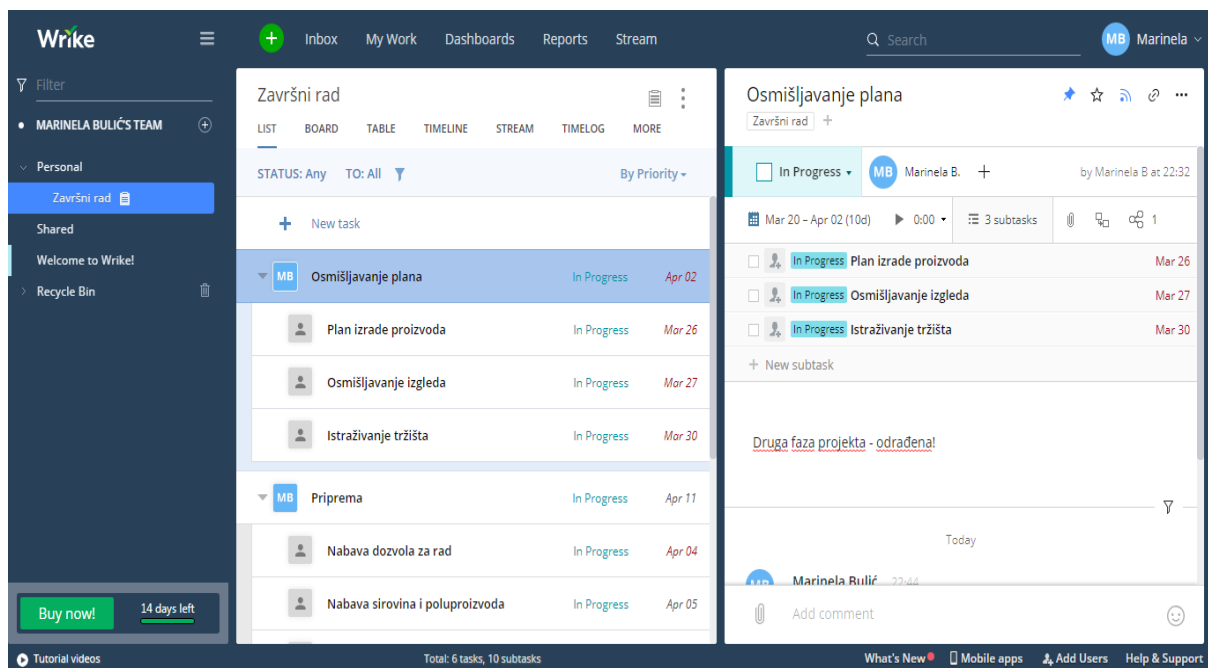 Wrike
Inbox My Work Dashboards Reports Stream
Search
MB Marinela
Filter
MARINELA BULIĆ'S TEAM
Personal
Završni rad
Shared
Welcome to Wrike!
Recycle Bin
Buy now! 14 days left
Završni rad
LIST BOARD TABLE TIMELINE STREAM TIMELOG MORE
STATUS: Any TO: All By Priority
+ New task
MB Osmišljavanje plana In Progress Apr 02
Plan izrade proizvoda In Progress Mar 26
Osmišljavanje izgleda In Progress Mar 27
Istraživanje tržišta In Progress Mar 30
MB Priprema In Progress Apr 11
Nabava dozvola za rad In Progress Apr 04
Nabava sirovina i poluproizvoda In Progress Apr 05
Osmišljavanje plana
Završni rad +
In Progress MB Marinela B. + by Marinela B at 22:32
Mar 20 – Apr 02 (10d) 0:00 3 subtasks 1
In Progress Plan izrade proizvoda Mar 26
In Progress Osmišljavanje izgleda Mar 27
In Progress Istraživanje tržišta Mar 30
+ New subtask
Druga faza projekta - odrađena!
Today
MB Marinela Bulić 22:44
Add comment
Tutorial videos Total: 6 tasks, 10 subtasks What's New Mobile apps Add Users Help & Support